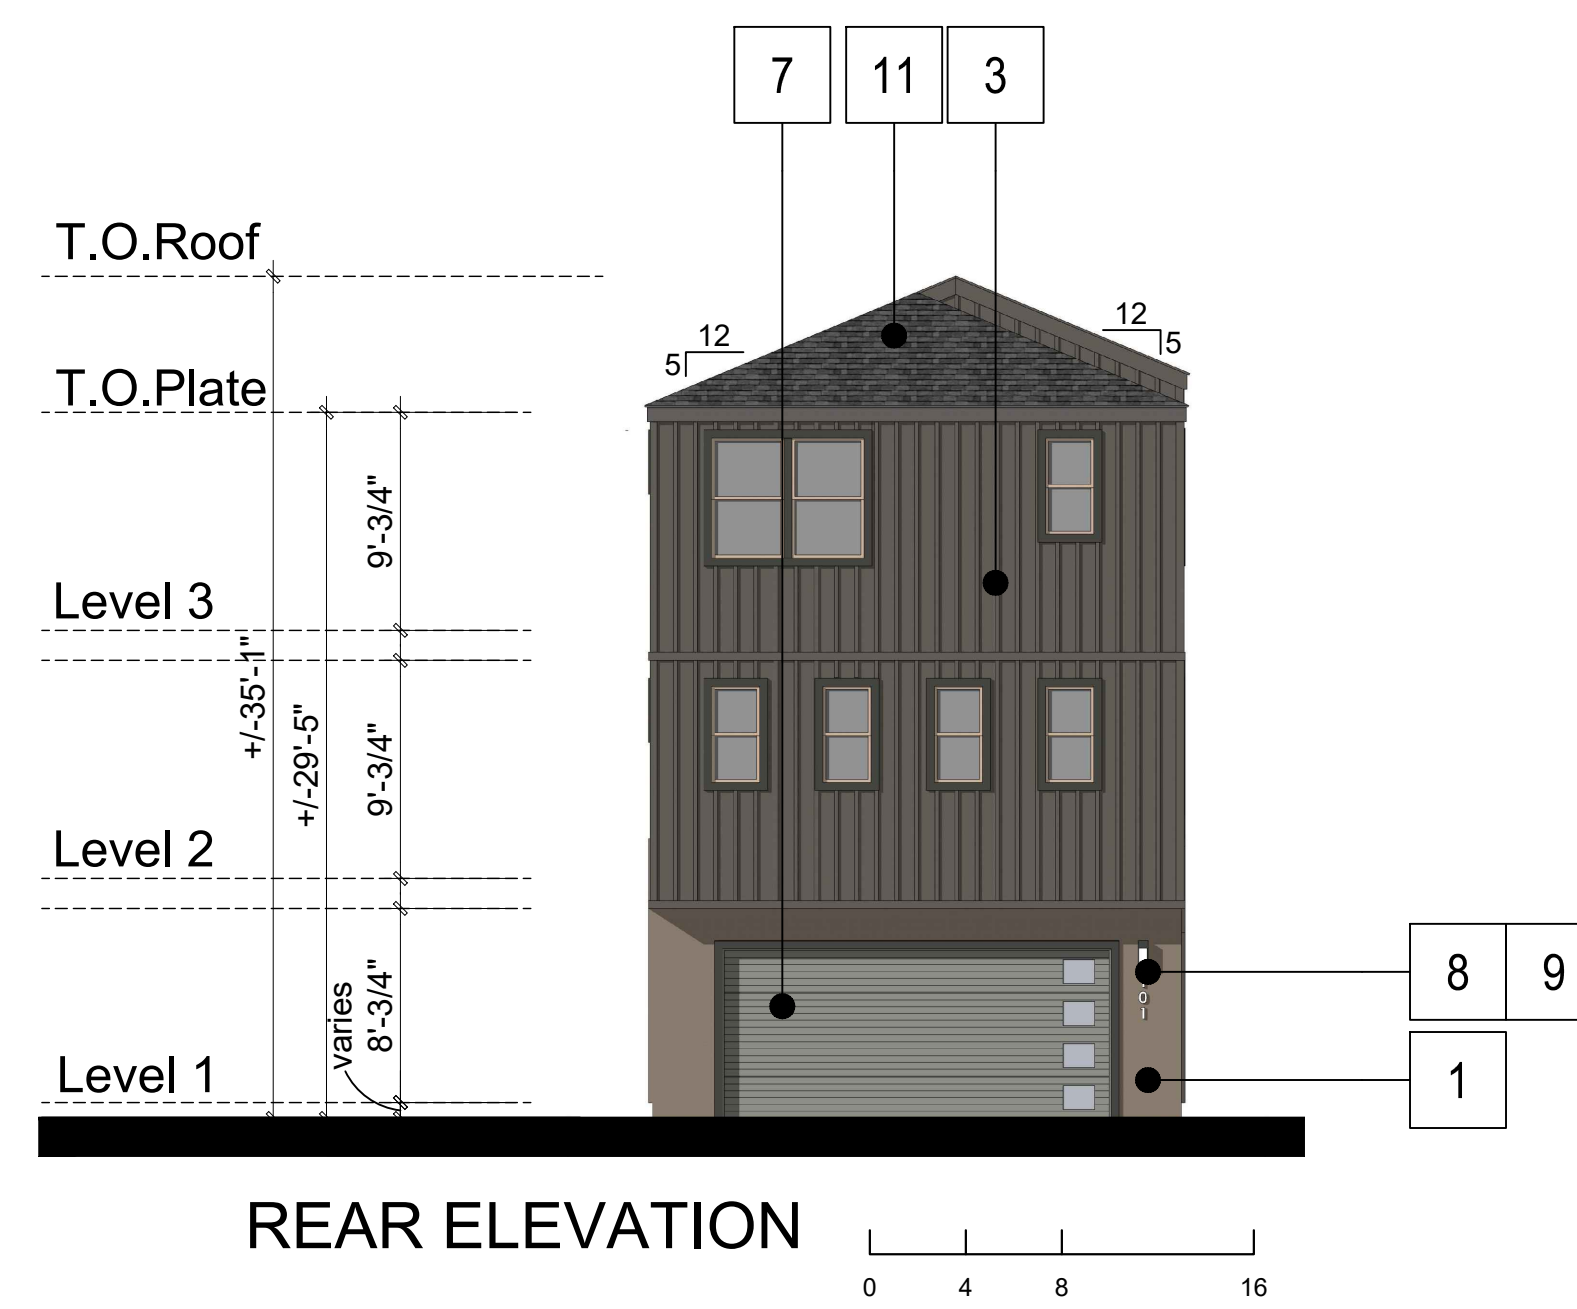 7 11 3
T.O.Roof
12
5
12
5
T.O.Plate
9'-3/4"
Level 3
+/-35'-1"
+/-29'-5"
9'-3/4"
Level 2
8 9
varies
8'-3/4"
01
Level 1
1
REAR ELEVATION
0 4 8 16